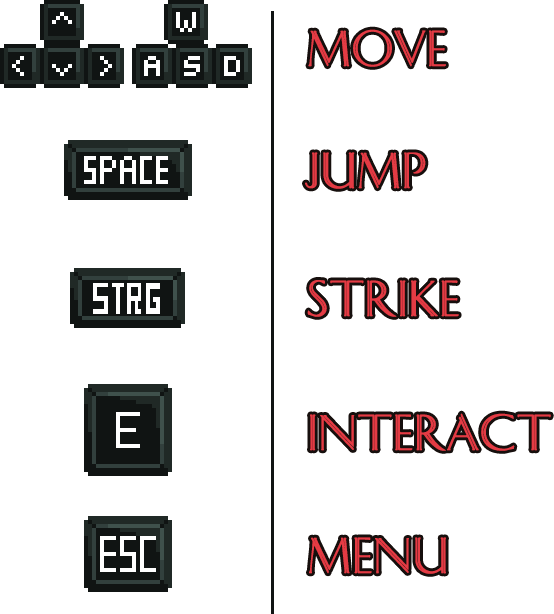 ^ W
< ˅ > A S D MOVE
SPACE JUMP
STRG STRIKE
E INTERACT
ESC MENU